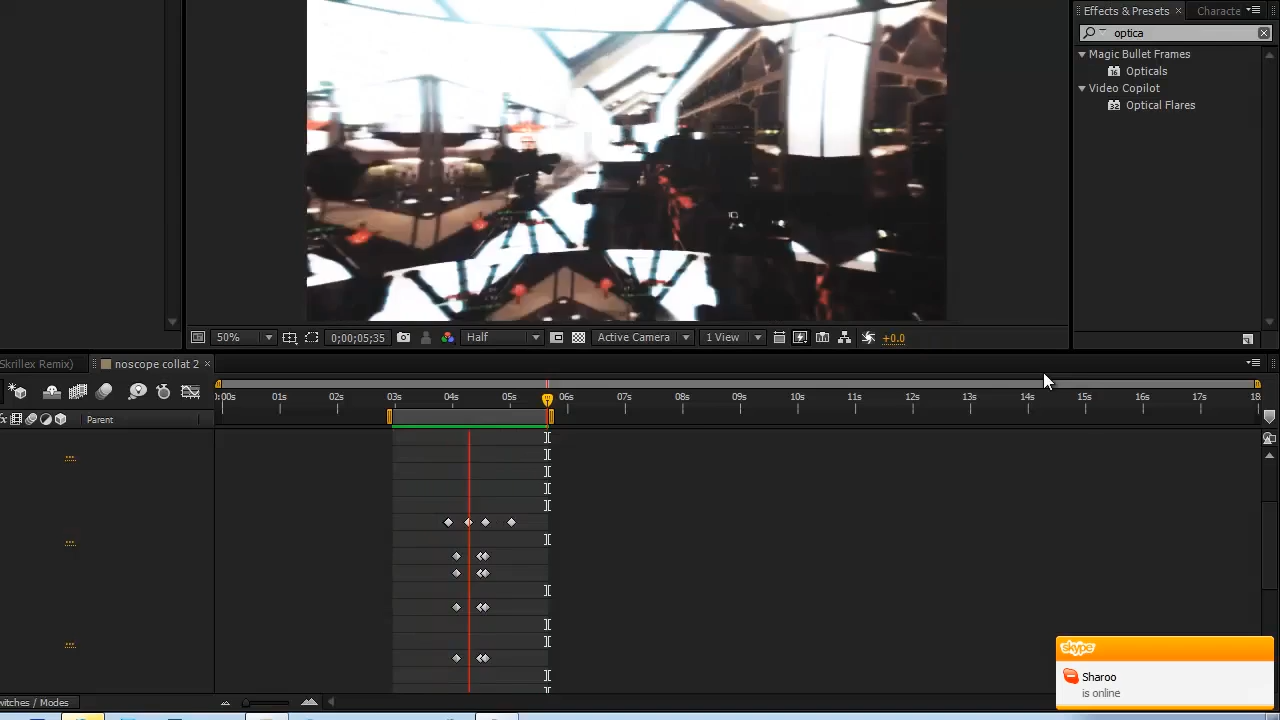 Effects & Presets × Characte
optica
Magic Bullet Frames
Opticals
Video Copilot
Optical Flares
50% 0;00;05;35 Half Active Camera 1 View +0.0
Skrillex Remix) noscope collat 2 ×
):00s 01s 02s 03s 04s 05s 06s 07s 08s 09s 10s 11s 12s 13s 14s 15s 16s 17s 18
Parent
skype
Sharoo
is online
witches / Modes